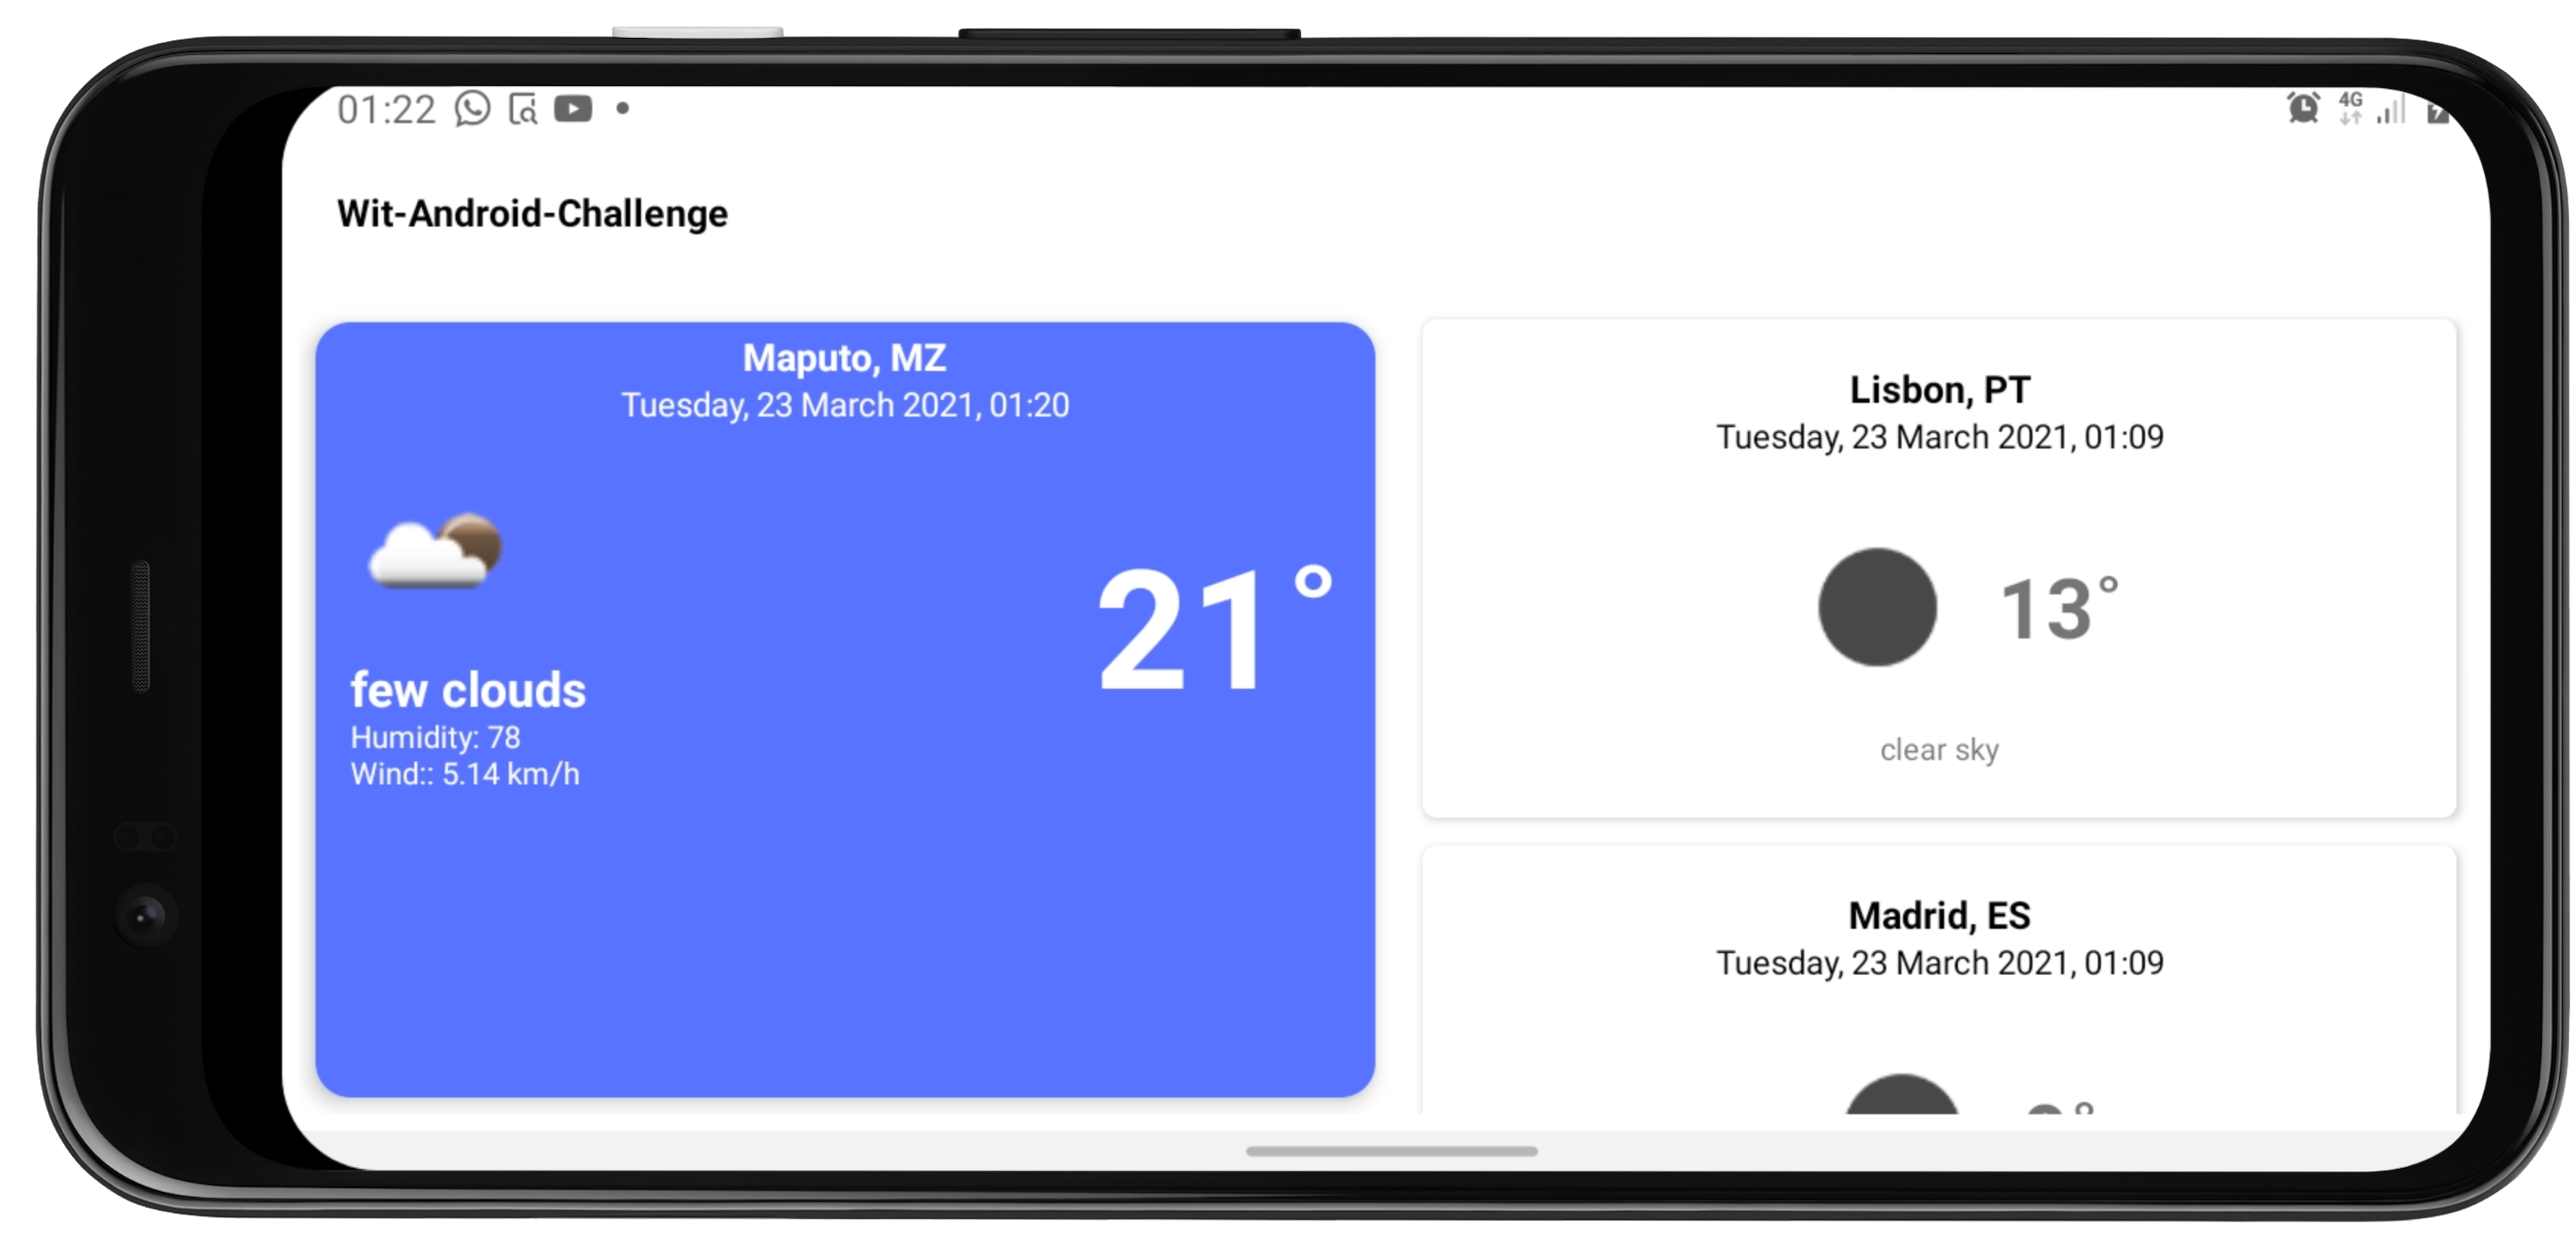 01:22
4G
Wit-Android-Challenge
Maputo, MZ
Tuesday, 23 March 2021, 01:20
21°
few clouds
Humidity: 78
Wind:: 5.14 km/h
Lisbon, PT
Tuesday, 23 March 2021, 01:09
13°
clear sky
Madrid, ES
Tuesday, 23 March 2021, 01:09